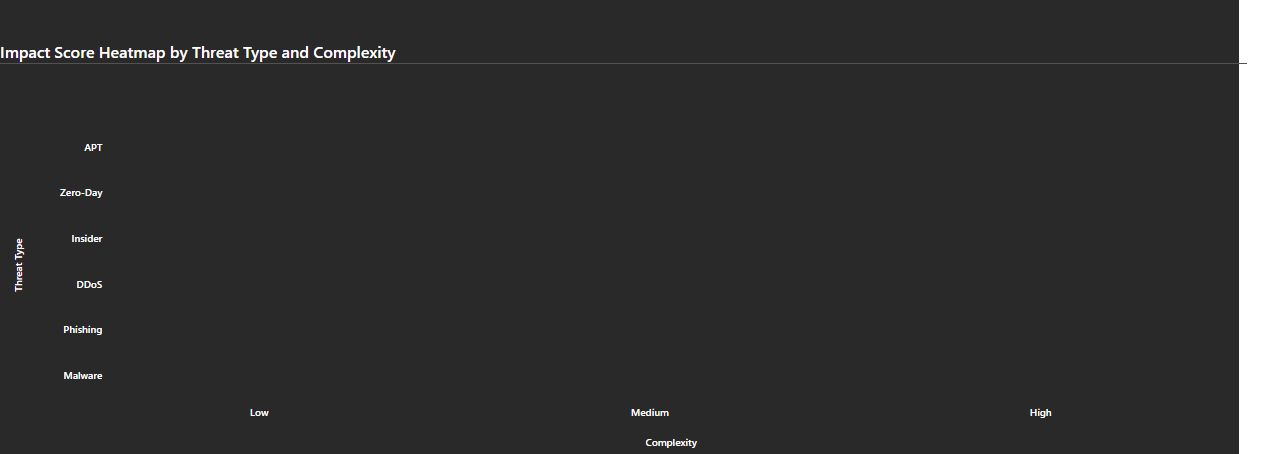 Impact Score Heatmap by Threat Type and Complexity
Threat Type
APT
Zero-Day
Insider
DDoS
Phishing
Malware
Low
Medium
High
Complexity